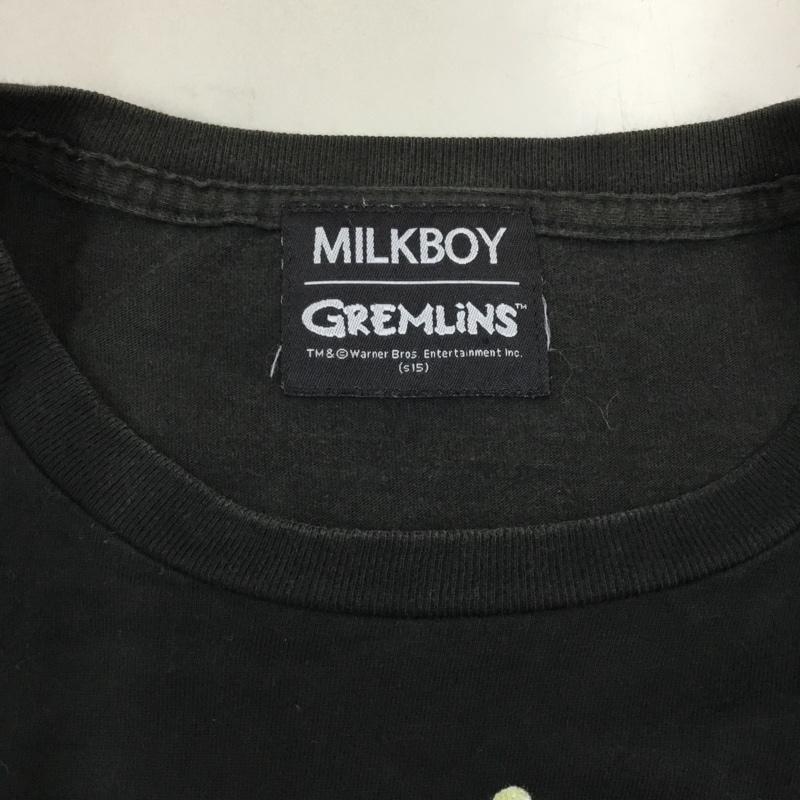 MILKBOY
GREMLiNS™
TM & © Warner Bros. Entertainment Inc.
(s15)